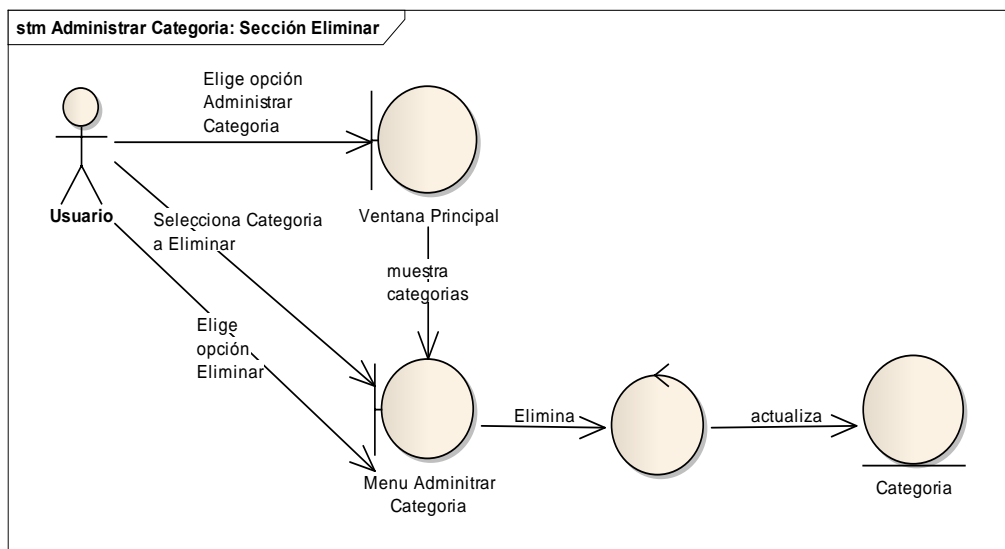 stm Administrar Categoria: Sección Eliminar
Elige opción
Administrar
Categoria
Usuario
Ventana Principal
Selecciona Categoria
a Eliminar
muestra
categorias
Elige
opción
Eliminar
Elimina
actualiza
Menu Adminitrar
Categoria
Categoria